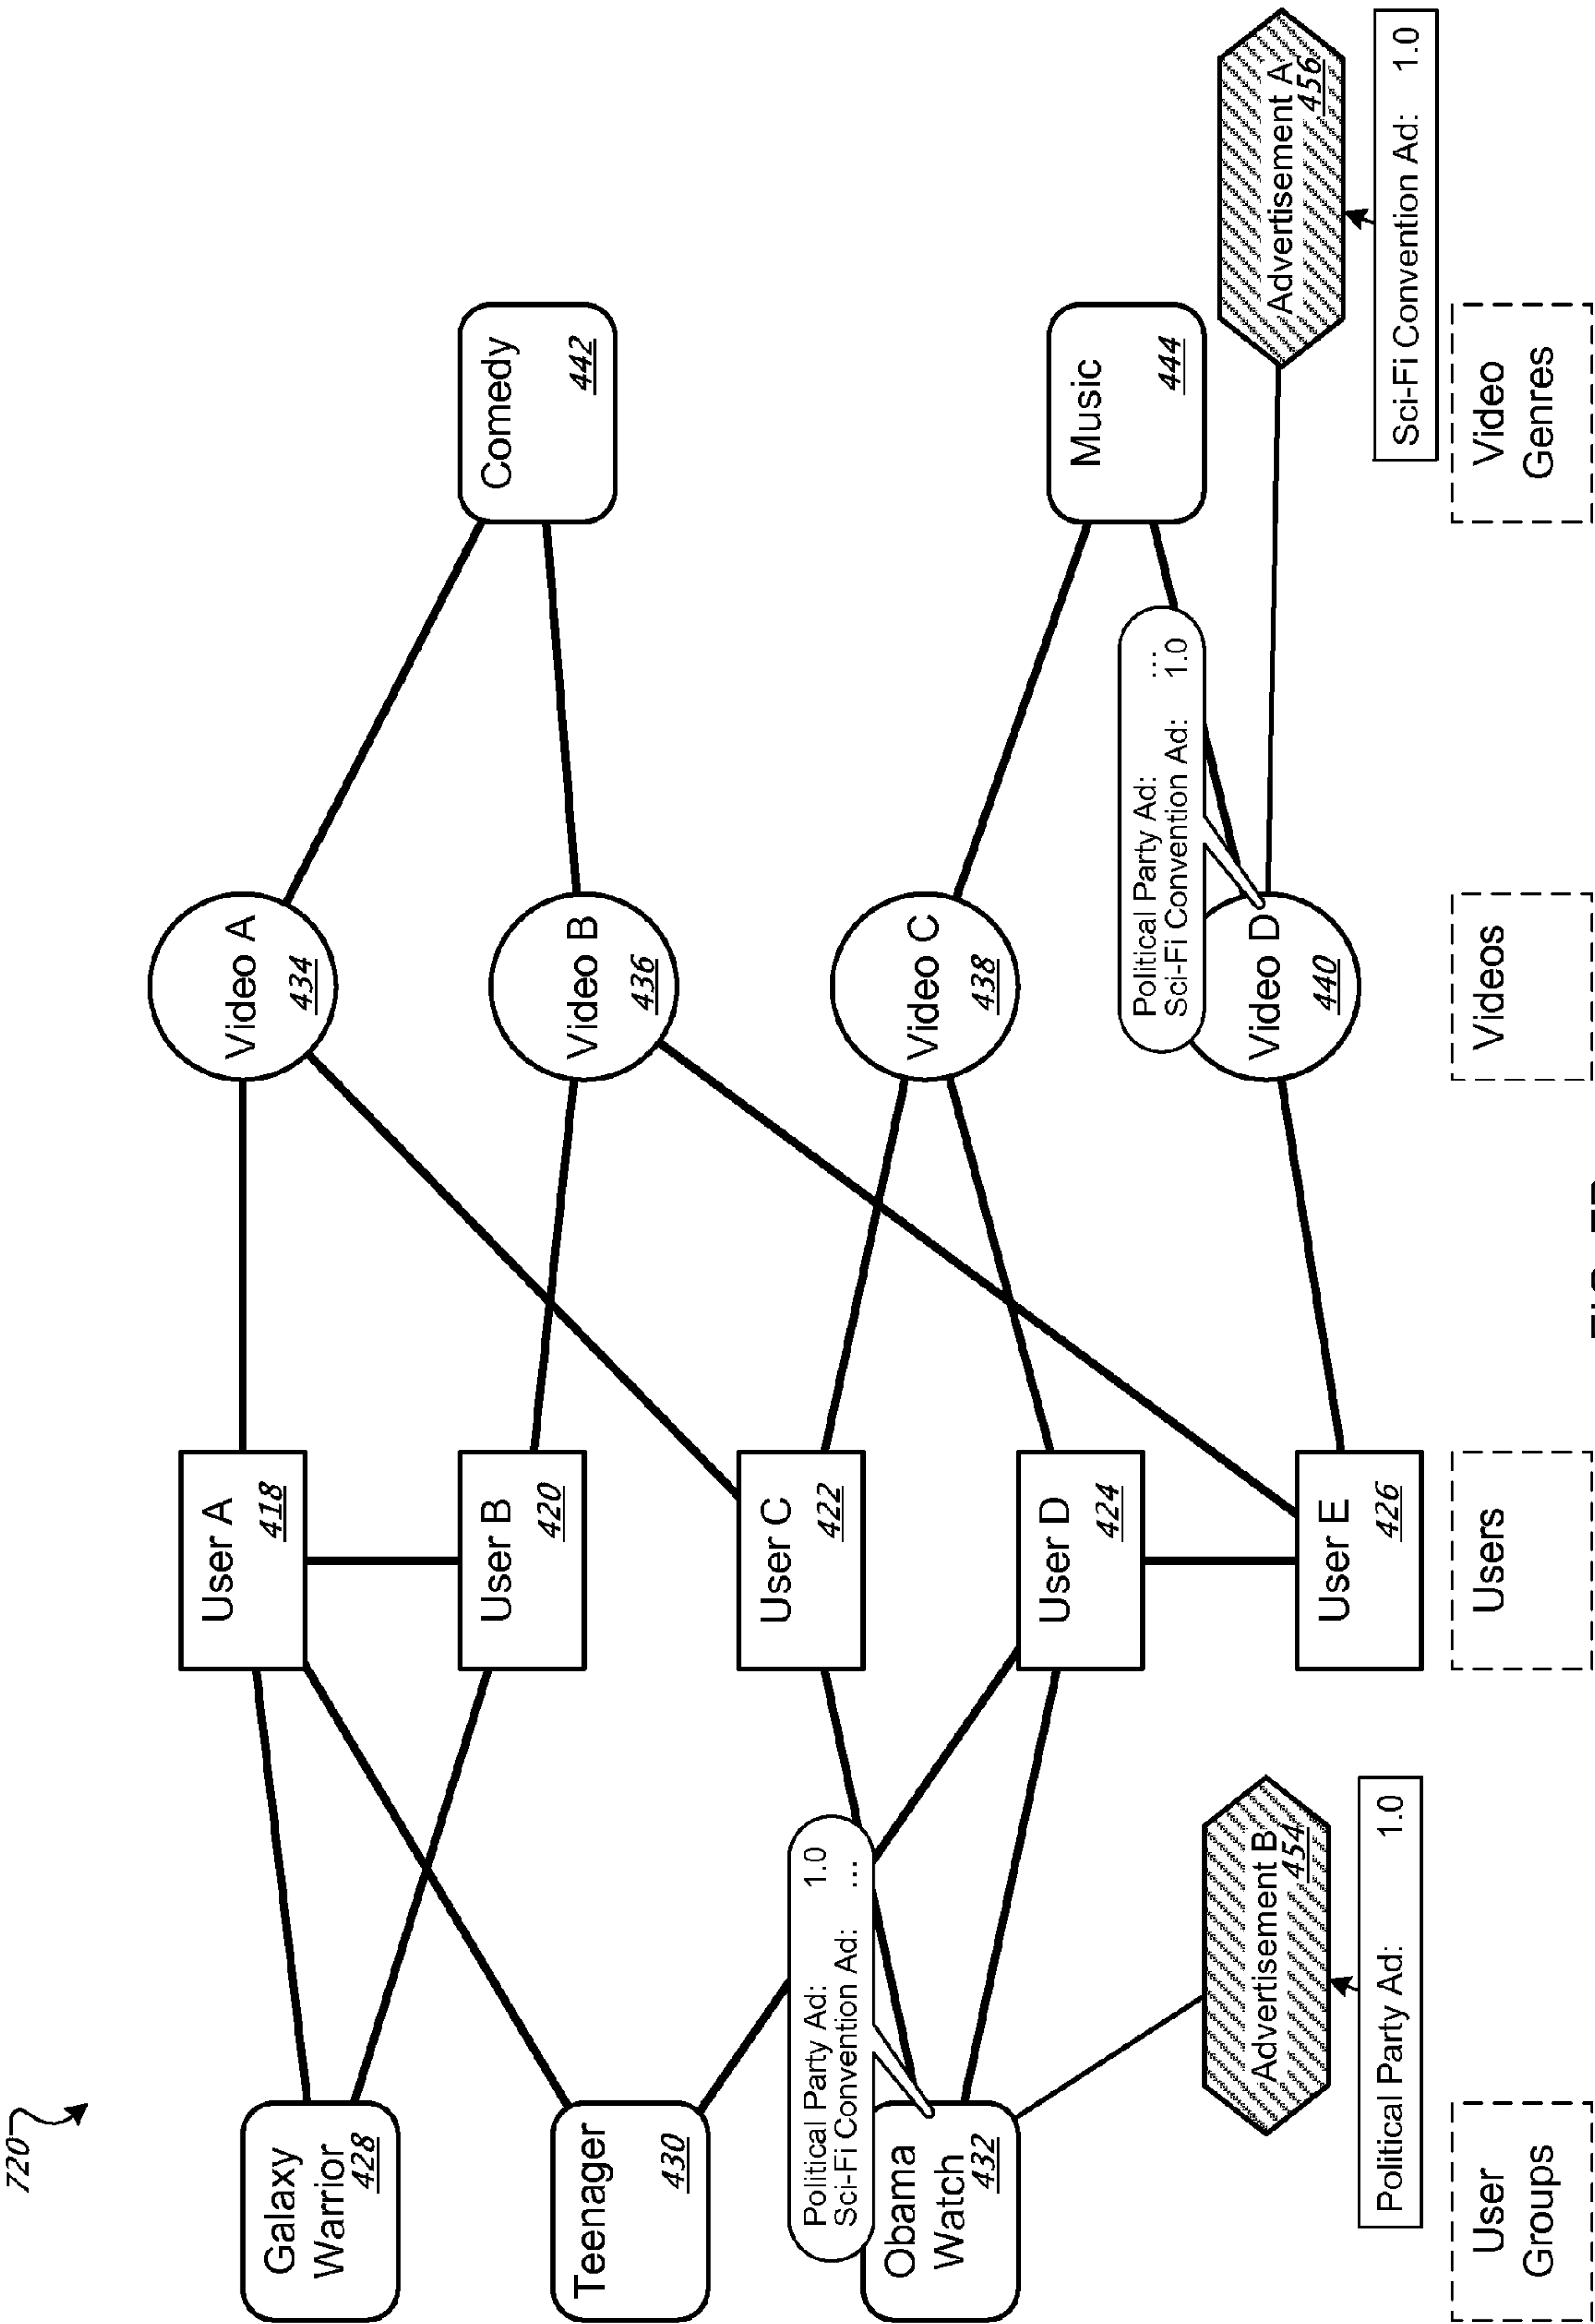 720
Galaxy
Warrior
428
Teenager
430
Obama
Watch
432
Political Party Ad: 1.0
Sci-Fi Convention Ad: ...
Advertisement B
454
Political Party Ad: 1.0
User
Groups
User A
418
User B
420
User C
422
User D
424
User E
426
Users
Video A
434
Video B
436
Video C
438
Video D
440
Political Party Ad: ...
Sci-Fi Convention Ad: 1.0
Videos
Comedy
442
Music
444
Advertisement A
456
Sci-Fi Convention Ad: 1.0
Video
Genres